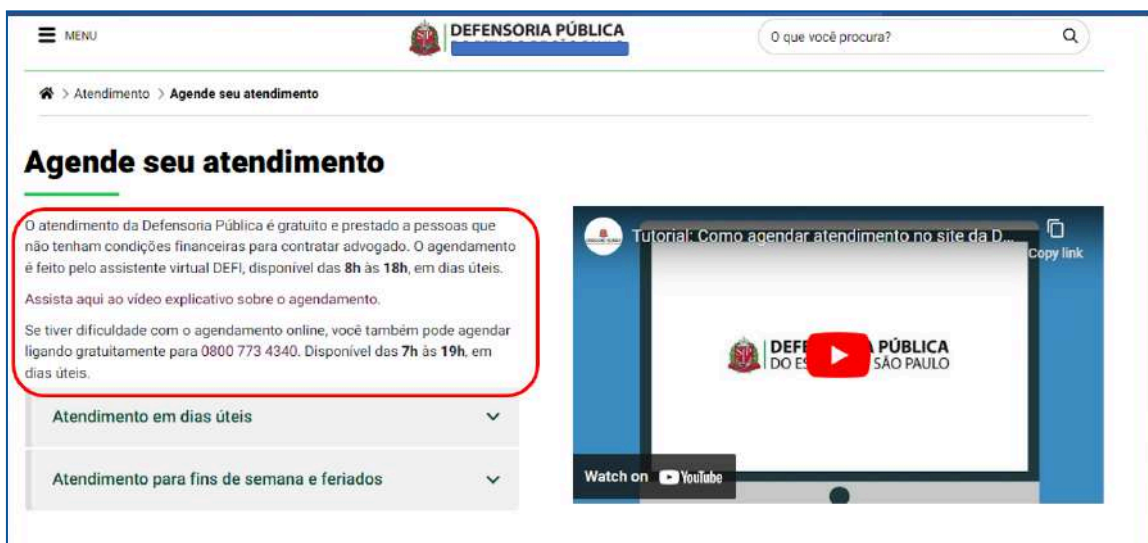 MENU
DEFENSORIA PÚBLICA
O que você procura?
> Atendimento > Agende seu atendimento
Agende seu atendimento
O atendimento da Defensoria Pública é gratuito e prestado a pessoas que
não tenham condições financeiras para contratar advogado. O agendamento
é feito pelo assistente virtual DEFI, disponível das 8h às 18h, em dias úteis.
Assista aqui ao vídeo explicativo sobre o agendamento.
Se tiver dificuldade com o agendamento online, você também pode agendar
ligando gratuitamente para 0800 773 4340. Disponível das 7h às 19h, em
dias úteis.
Atendimento em dias úteis
Atendimento para fins de semana e feriados
Tutorial: Como agendar atendimento no site da D...
Copy link
DEFE PÚBLICA
DO ES SÃO PAULO
Watch on YouTube